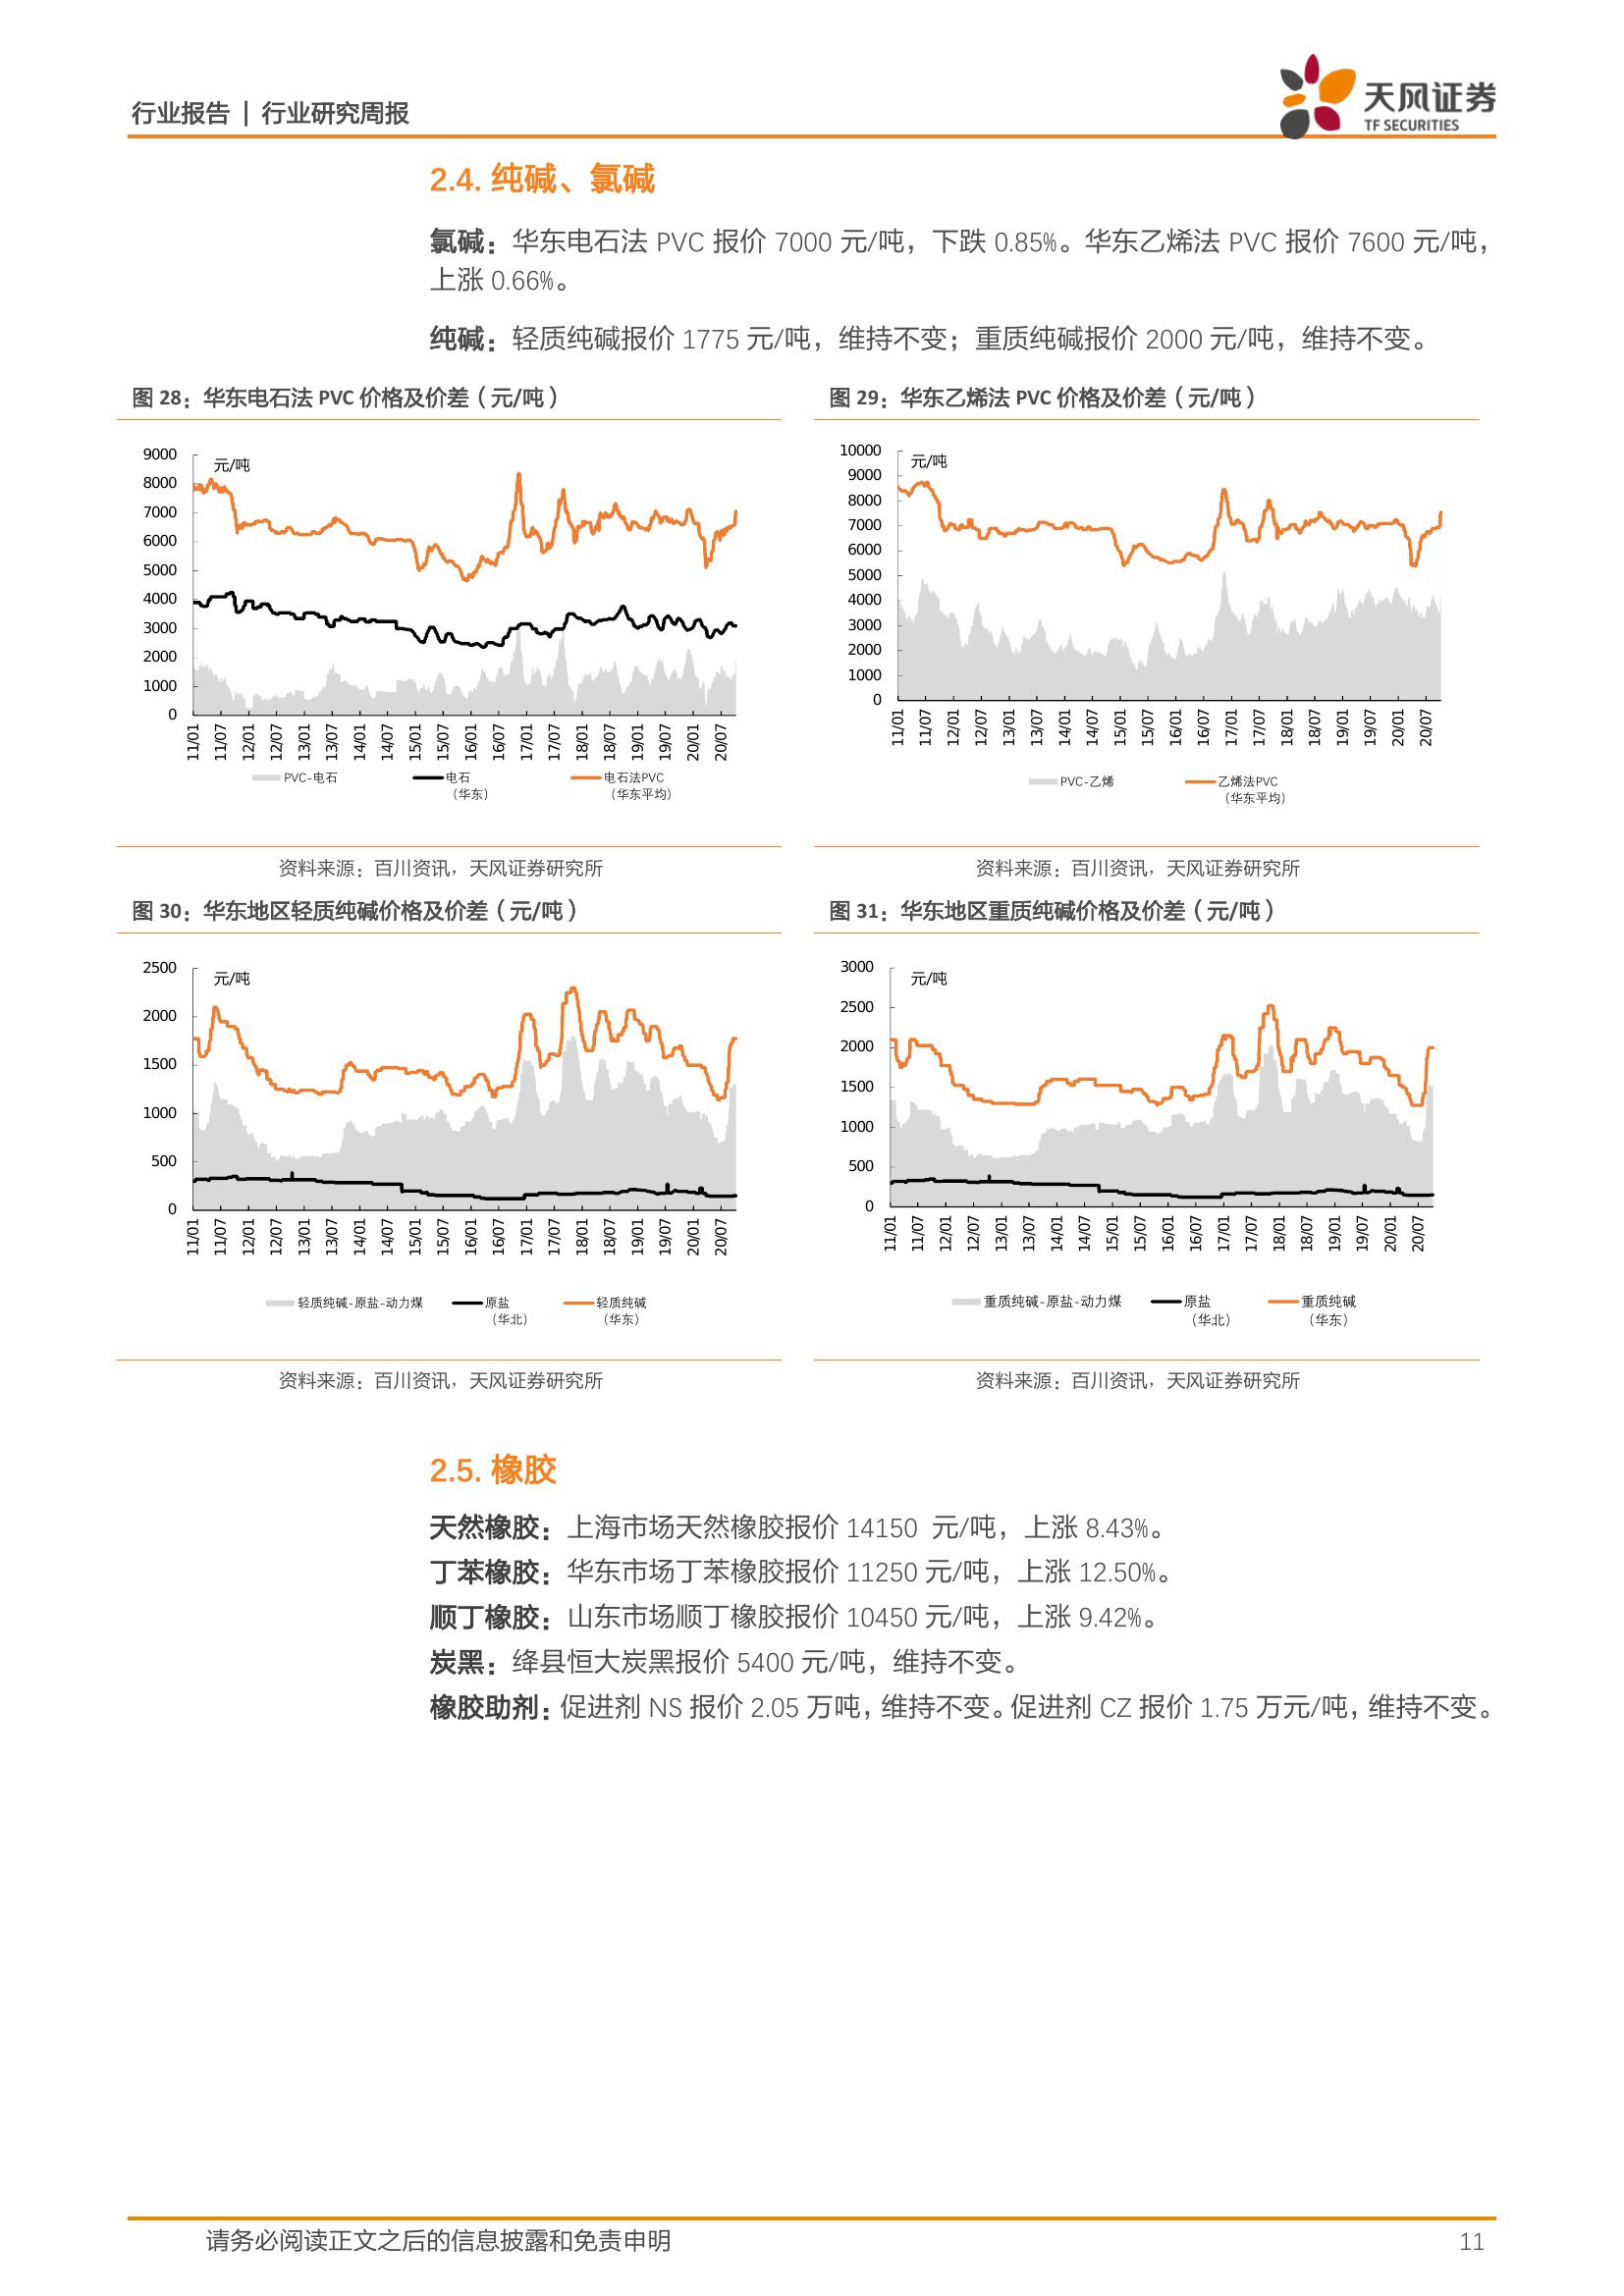 行业报告 | 行业研究周报
天风证券
TF SECURITIES
2.4. 纯碱、氯碱
氯碱：华东电石法 PVC 报价 7000 元/吨，下跌 0.85%。华东乙烯法 PVC 报价 7600 元/吨，
上涨 0.66%。
纯碱：轻质纯碱报价 1775 元/吨，维持不变；重质纯碱报价 2000 元/吨，维持不变。
图 28：华东电石法 PVC 价格及价差（元/吨）
元/吨
9000
8000
7000
6000
5000
4000
3000
2000
1000
0
11/01 11/07 12/01 12/07 13/01 13/07 14/01 14/07 15/01 15/07 16/01 16/07 17/01 17/07 18/01 18/07 19/01 19/07 20/01 20/07
PVC-电石 电石 电石法PVC
（华东） （华东平均）
资料来源：百川资讯，天风证券研究所
图 29：华东乙烯法 PVC 价格及价差（元/吨）
元/吨
10000
9000
8000
7000
6000
5000
4000
3000
2000
1000
0
11/01 11/07 12/01 12/07 13/01 13/07 14/01 14/07 15/01 15/07 16/01 16/07 17/01 17/07 18/01 18/07 19/01 19/07 20/01 20/07
PVC-乙烯 乙烯法PVC
（华东平均）
资料来源：百川资讯，天风证券研究所
图 30：华东地区轻质纯碱价格及价差（元/吨）
元/吨
2500
2000
1500
1000
500
0
11/01 11/07 12/01 12/07 13/01 13/07 14/01 14/07 15/01 15/07 16/01 16/07 17/01 17/07 18/01 18/07 19/01 19/07 20/01 20/07
轻质纯碱-原盐-动力煤 原盐 轻质纯碱
（华北） （华东）
资料来源：百川资讯，天风证券研究所
图 31：华东地区重质纯碱价格及价差（元/吨）
元/吨
3000
2500
2000
1500
1000
500
0
11/01 11/07 12/01 12/07 13/01 13/07 14/01 14/07 15/01 15/07 16/01 16/07 17/01 17/07 18/01 18/07 19/01 19/07 20/01 20/07
重质纯碱-原盐-动力煤 原盐 重质纯碱
（华北） （华东）
资料来源：百川资讯，天风证券研究所
2.5. 橡胶
天然橡胶：上海市场天然橡胶报价 14150 元/吨，上涨 8.43%。
丁苯橡胶：华东市场丁苯橡胶报价 11250 元/吨，上涨 12.50%。
顺丁橡胶：山东市场顺丁橡胶报价 10450 元/吨，上涨 9.42%。
炭黑：绛县恒大炭黑报价 5400 元/吨，维持不变。
橡胶助剂：促进剂 NS 报价 2.05 万吨，维持不变。促进剂 CZ 报价 1.75 万元/吨，维持不变。
请务必阅读正文之后的信息披露和免责申明 11